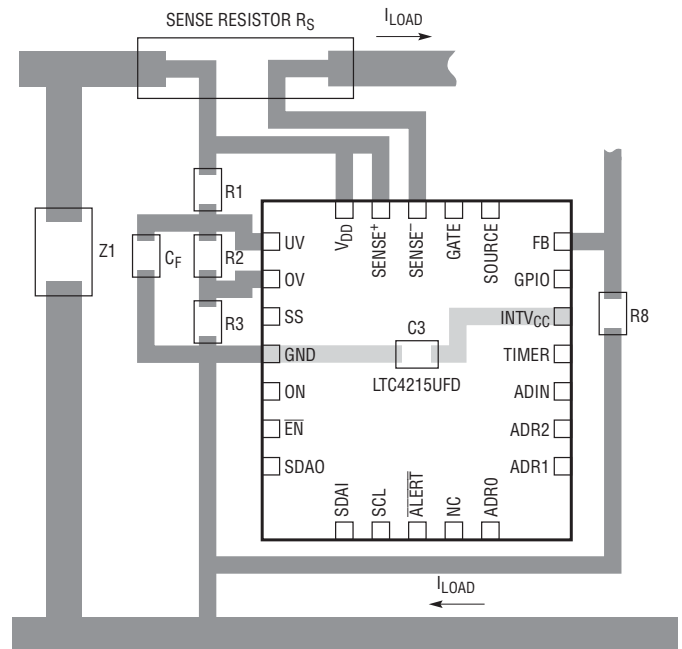 SENSE RESISTOR RS
ILOAD
R1
Z1
CF
R2
R3
UV
OV
SS
GND
ON
EN
SDAO
VDD
SENSE+
SENSE–
GATE
SOURCE
FB
GPIO
INTVCC
TIMER
ADIN
ADR2
ADR1
R8
C3
LTC4215UFD
SDAI
SCL
ALERT
NC
ADR0
ILOAD